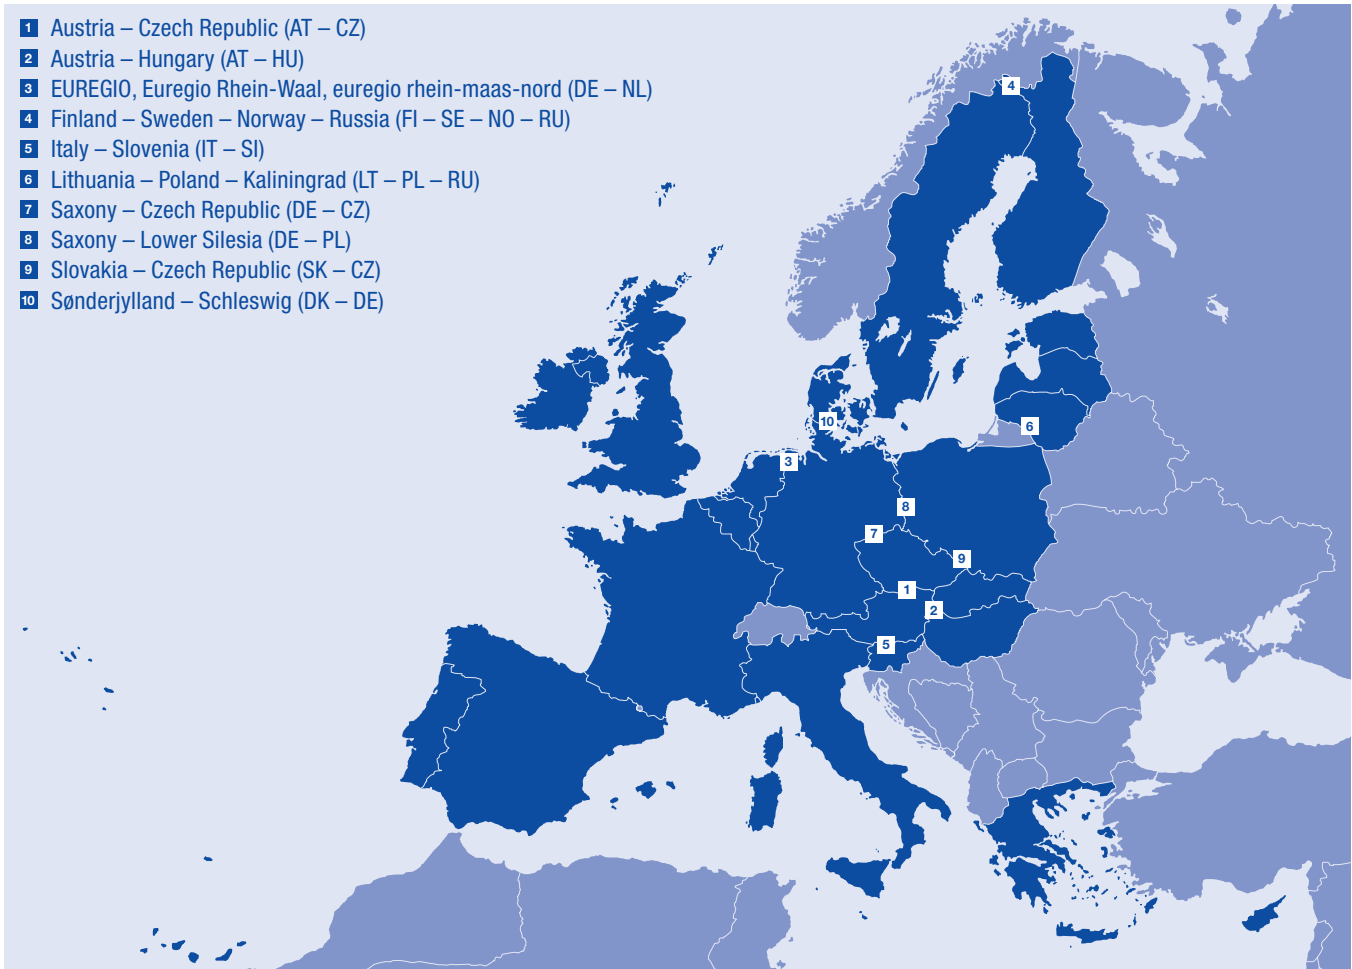 1 Austria – Czech Republic (AT – CZ)
2 Austria – Hungary (AT – HU)
3 EUREGIO, Euregio Rhein-Waal, euregio rhein-maas-nord (DE – NL)
4 Finland – Sweden – Norway – Russia (FI – SE – NO – RU)
5 Italy – Slovenia (IT – SI)
6 Lithuania – Poland – Kaliningrad (LT – PL – RU)
7 Saxony – Czech Republic (DE – CZ)
8 Saxony – Lower Silesia (DE – PL)
9 Slovakia – Czech Republic (SK – CZ)
10 Sønderjylland – Schleswig (DK – DE)
4
10
6
3
8
7
9
1
2
5